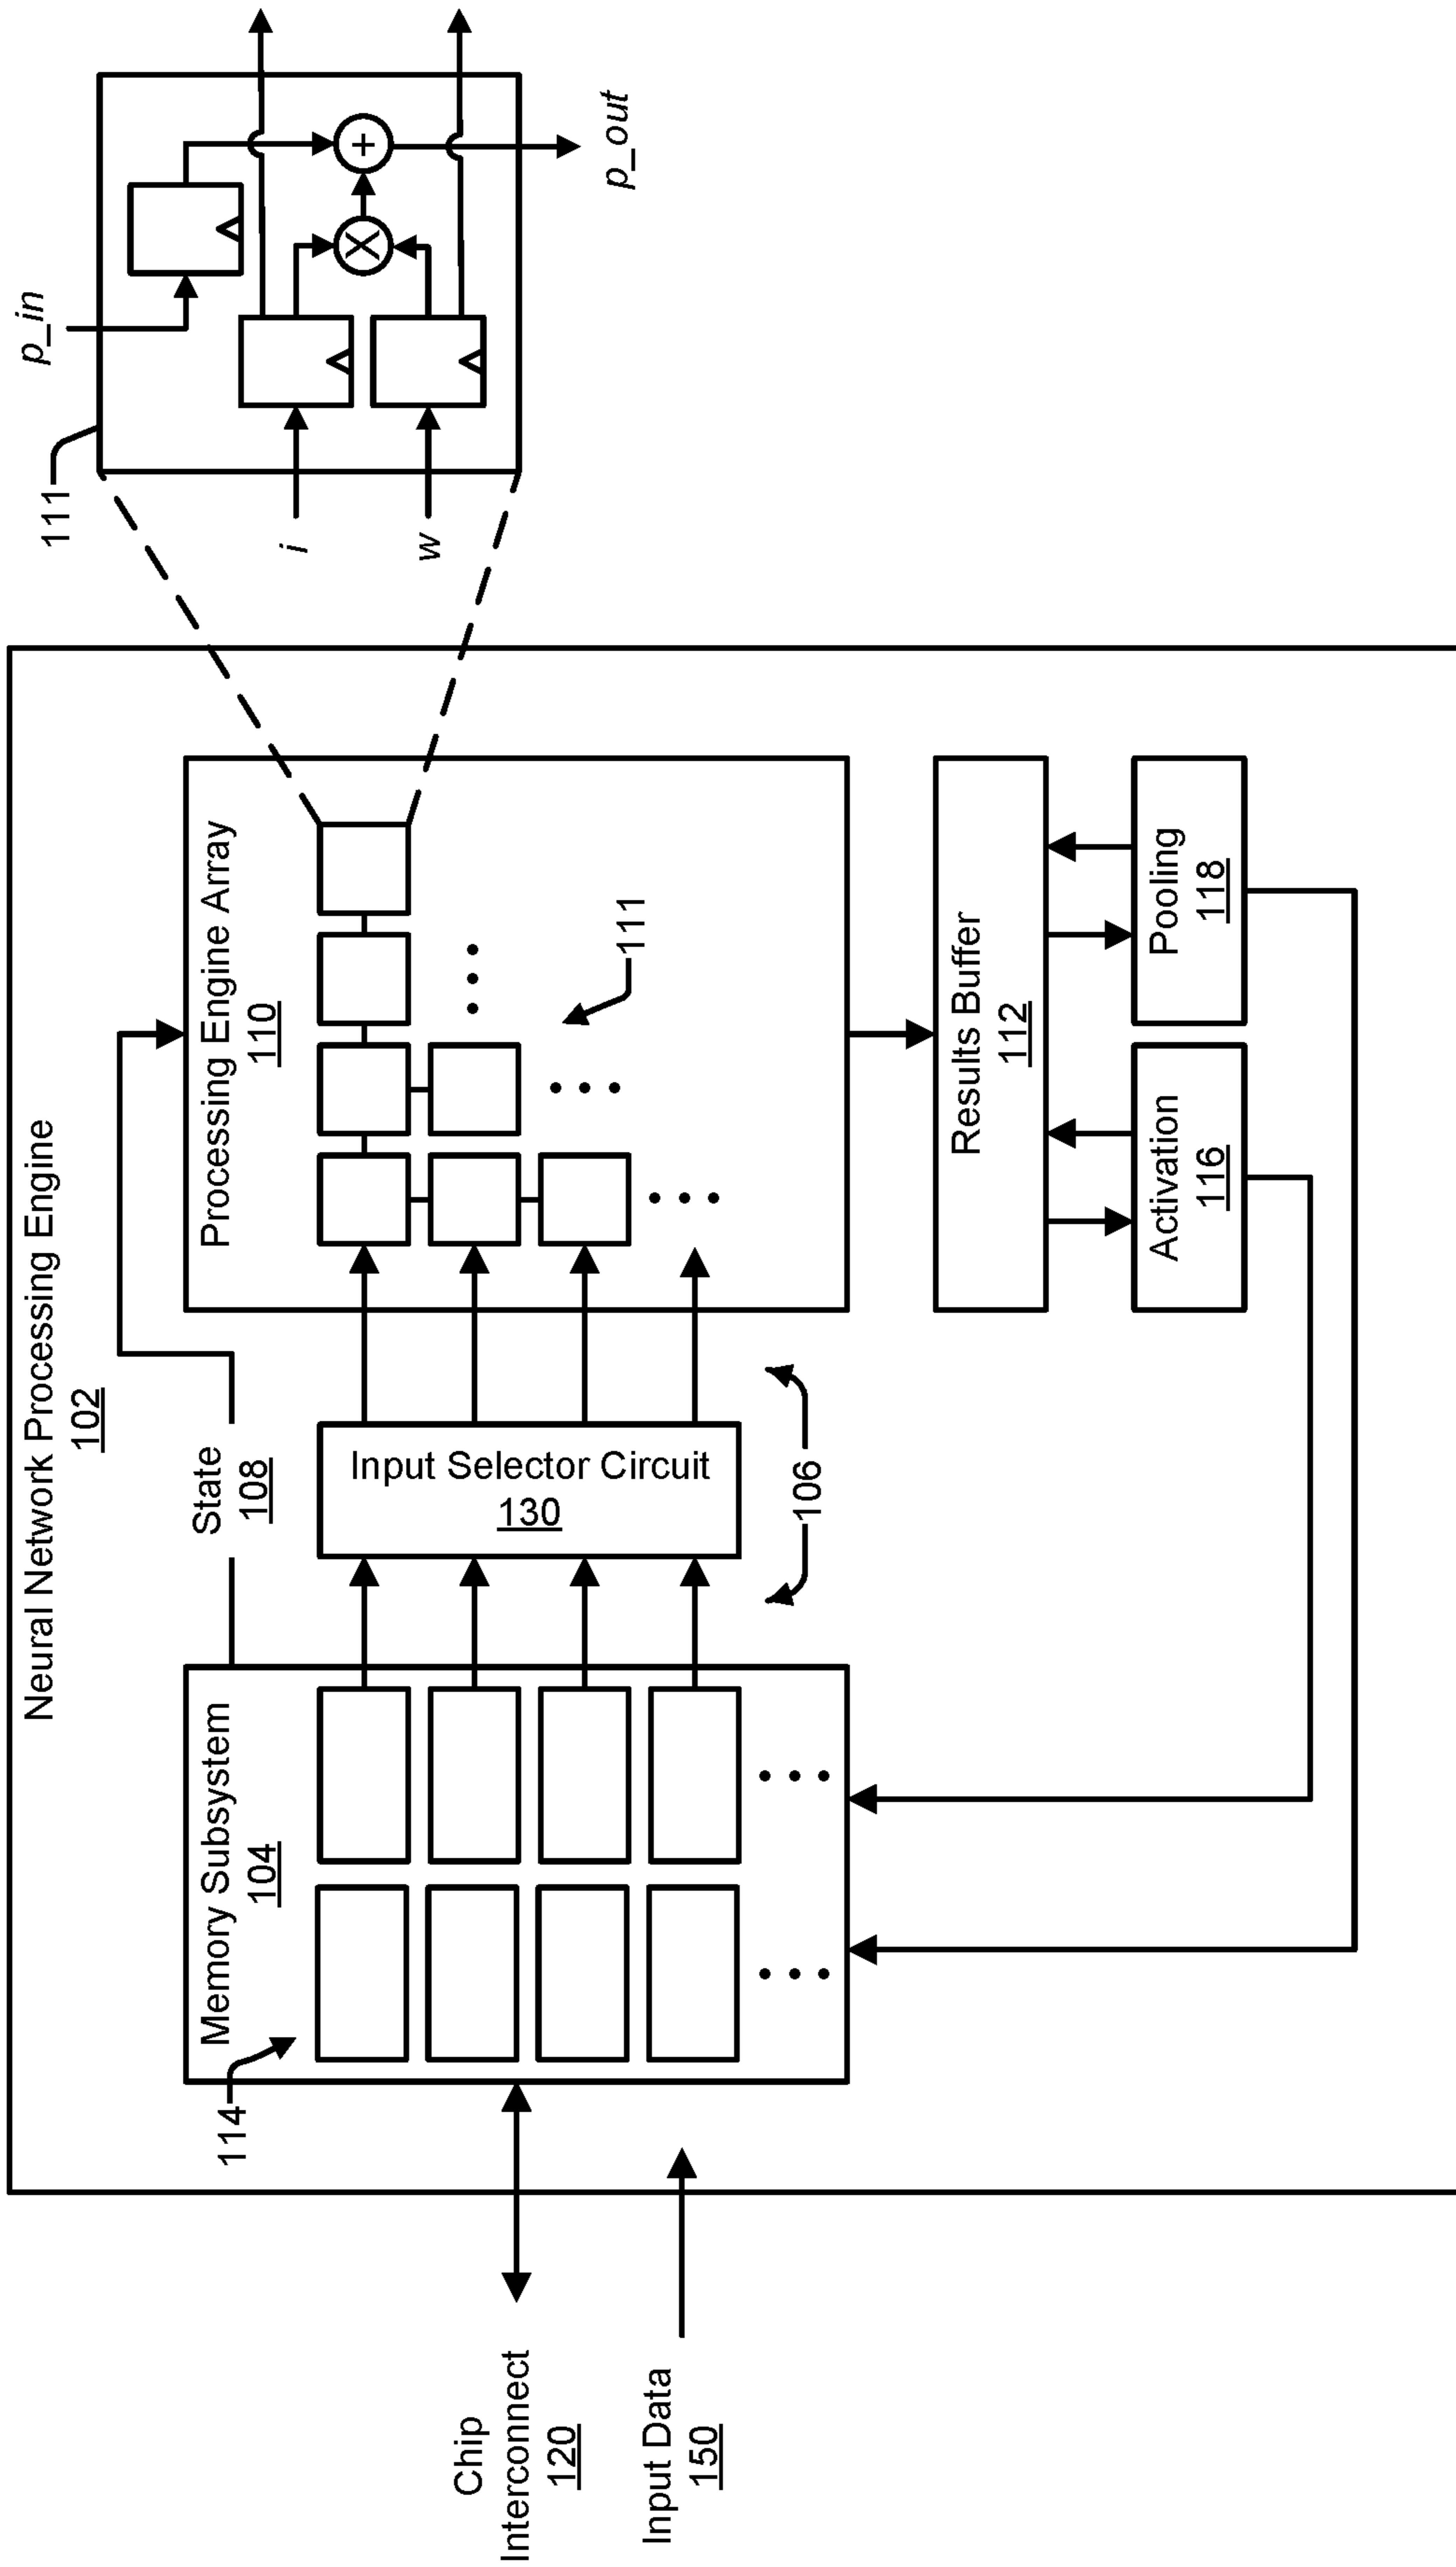 Neural Network Processing Engine
102
State
108
Memory Subsystem
104
114
Input Selector Circuit
130
106
Processing Engine Array
110
111
Results Buffer
112
Activation
116
Pooling
118
Chip
Interconnect
120
Input Data
150
111
p_in
i
w
X
+
p_out